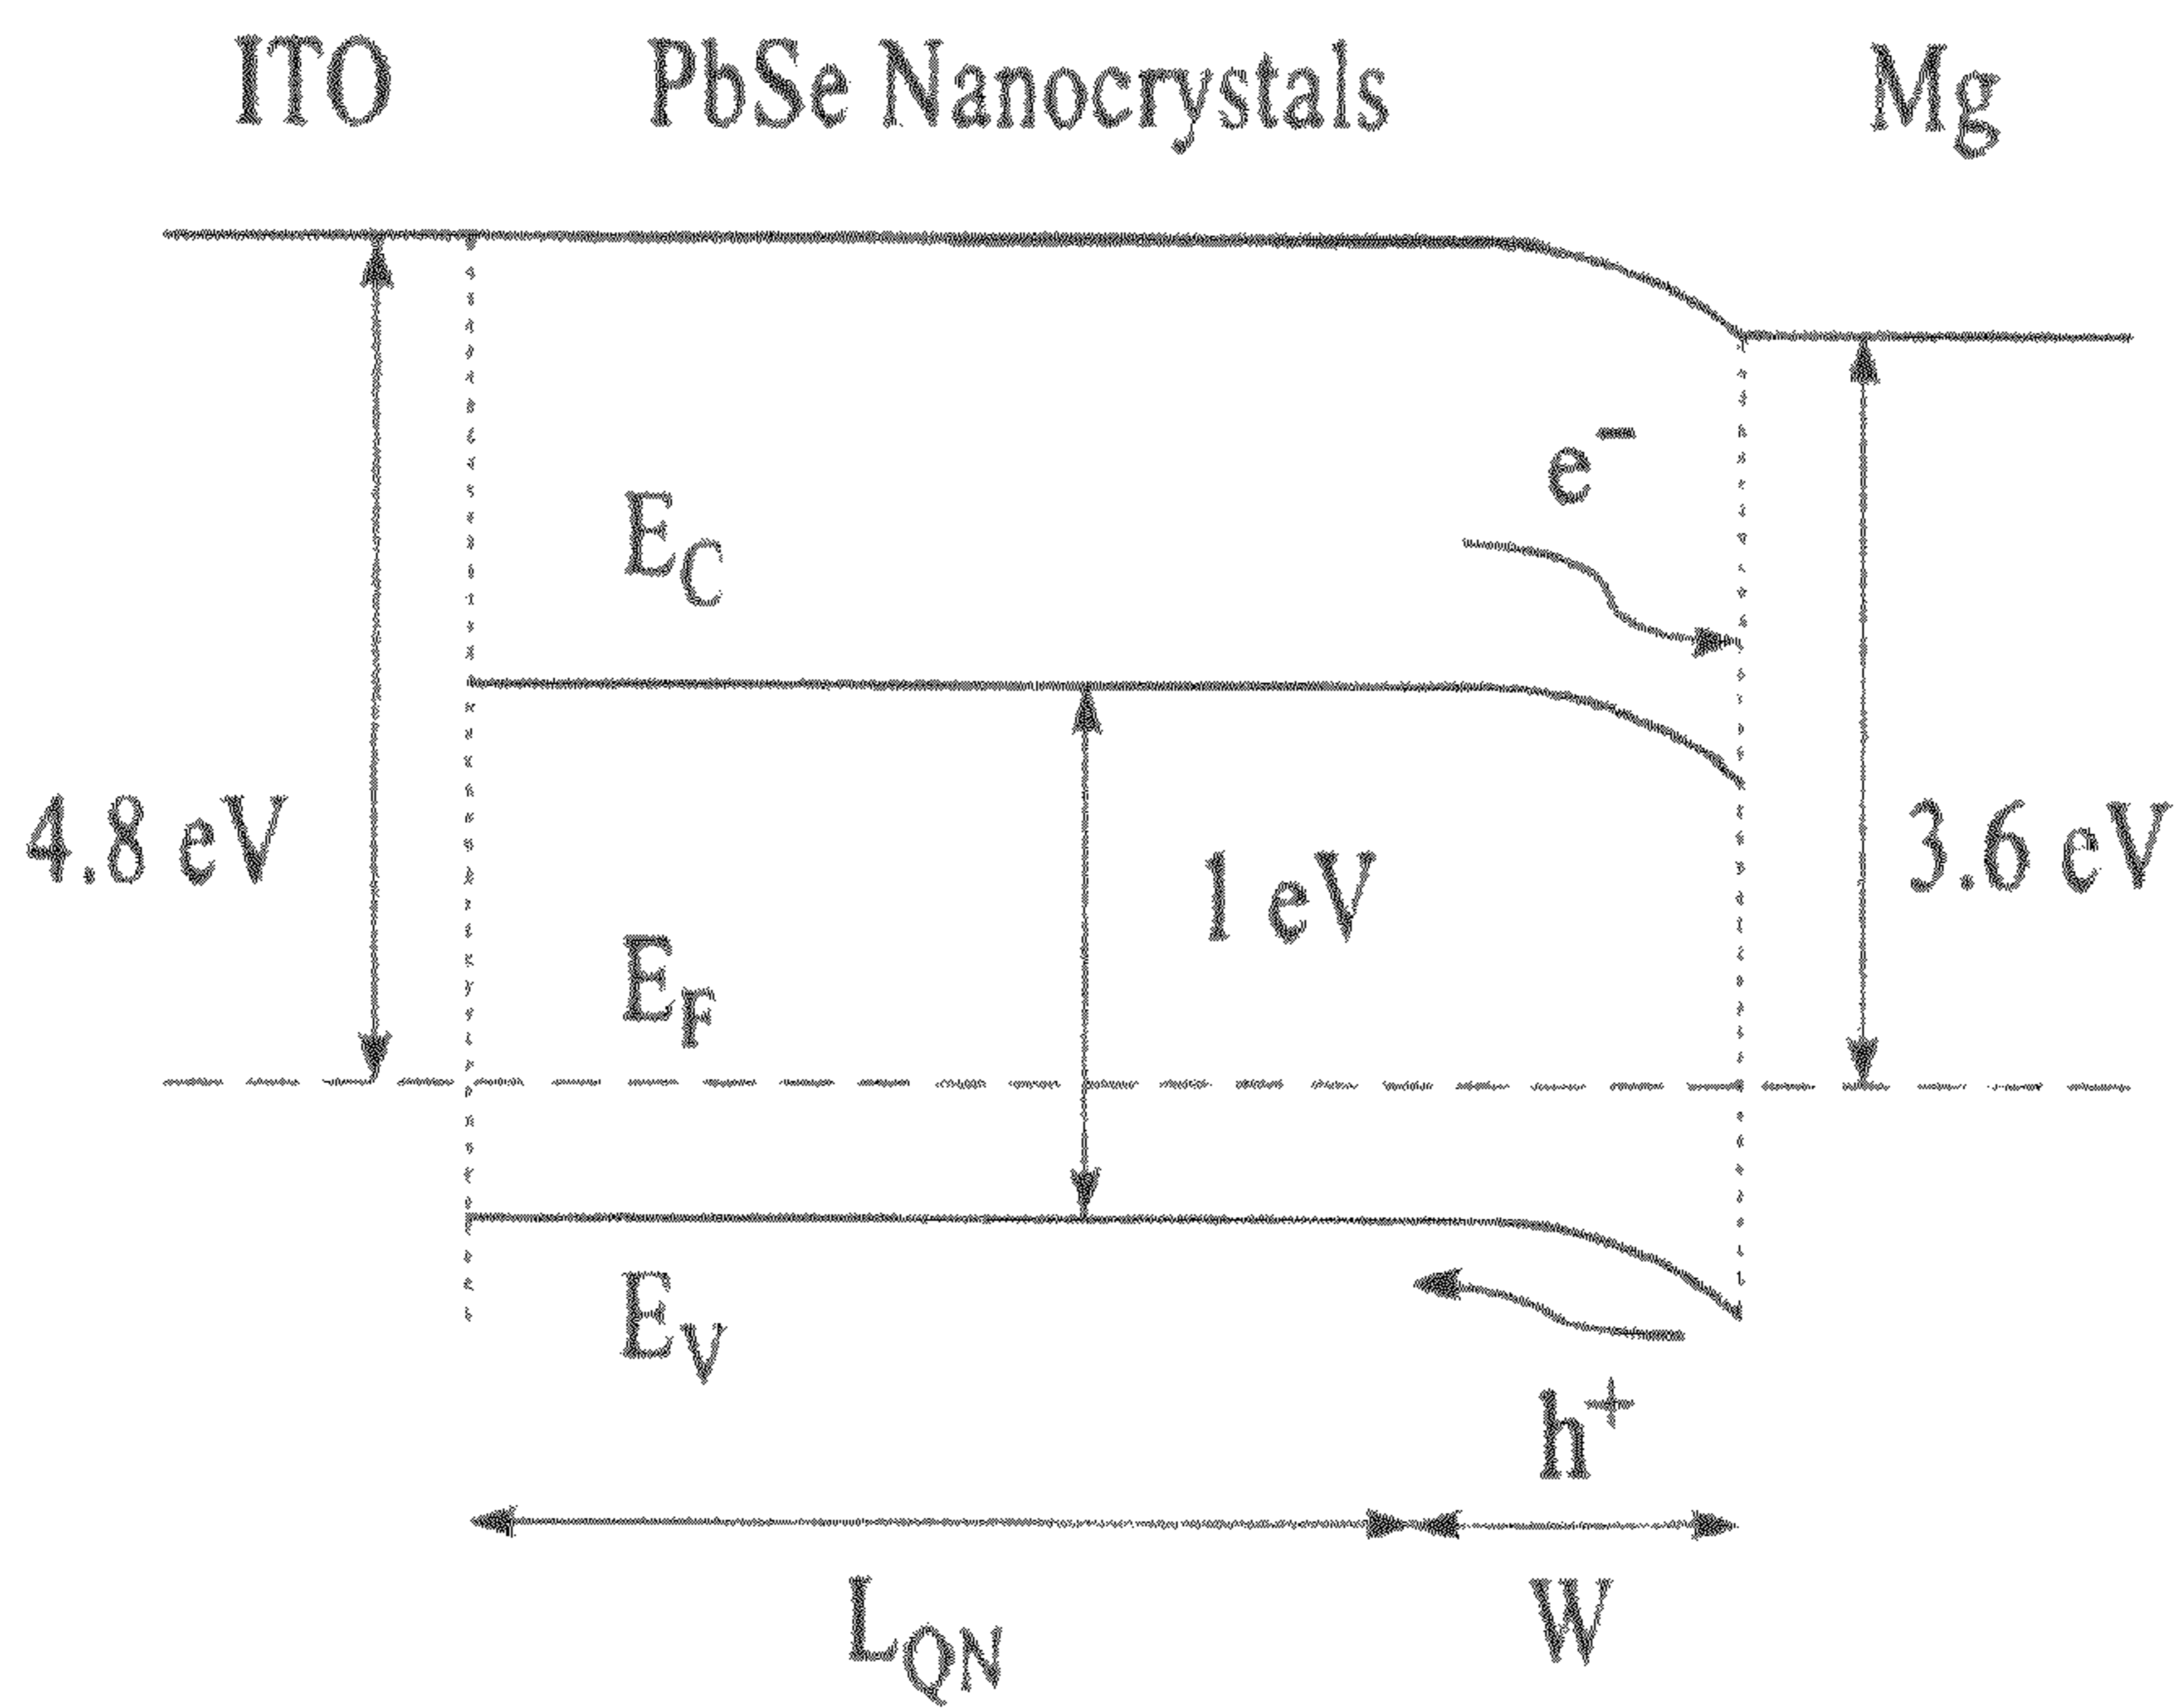 ITO PbSe Nanocrystals Mg
e⁻
E_C
4.8 eV 1 eV 3.6 eV
E_F
E_V
h⁺
L_QN W